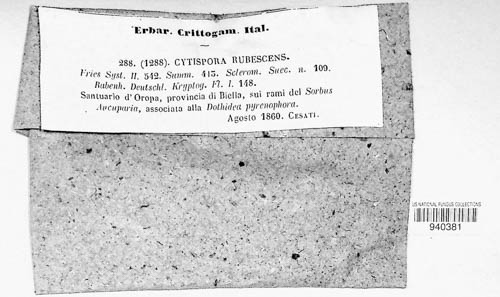 Erbar. Crittogam. Ital.
288. (1288). CYTISPORA RUBESCENS.
Fries Syst. II. 542. Summ. 413. Sclerom. Suec. n. 109.
Rabenh. Deutschl. Kryptog. Fl. I. 148.
Santuario d'Oropa, provincia di Biella, sui rami del Sorbus
Aucuparia, associata alla Dothidea pyrenophora.
Agosto 1860. CESATI.
US NATIONAL FUNGUS COLLECTIONS
940381